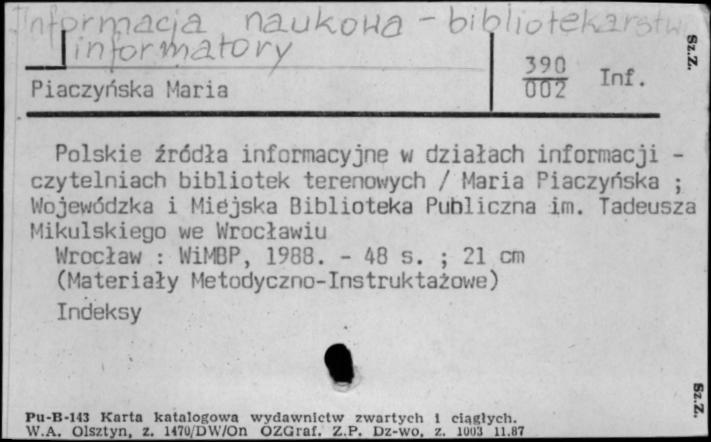 Informacja naukowa - bibliotekarstwo
informatory
Sz.Z.
Piaczyńska Maria
390
002
Inf.
Polskie źródła informacyjne w działach informacji -
czytelniach bibliotek terenowych / Maria Piaczyńska ;
Wojewódzka i Miejska Biblioteka Publiczna im. Tadeusza
Mikulskiego we Wrocławiu
Wrocław : WiMBP, 1988. - 48 s. ; 21 cm
(Materiały Metodyczno-Instruktażowe)
Indeksy
Sz.Z.
Pu-B-143 Karta katalogowa wydawnictw zwartych i ciągłych.
W.A. Olsztyn, z. 1470/DW/On OZGraf. Z.P. Dz-wo, z. 1003 11.87